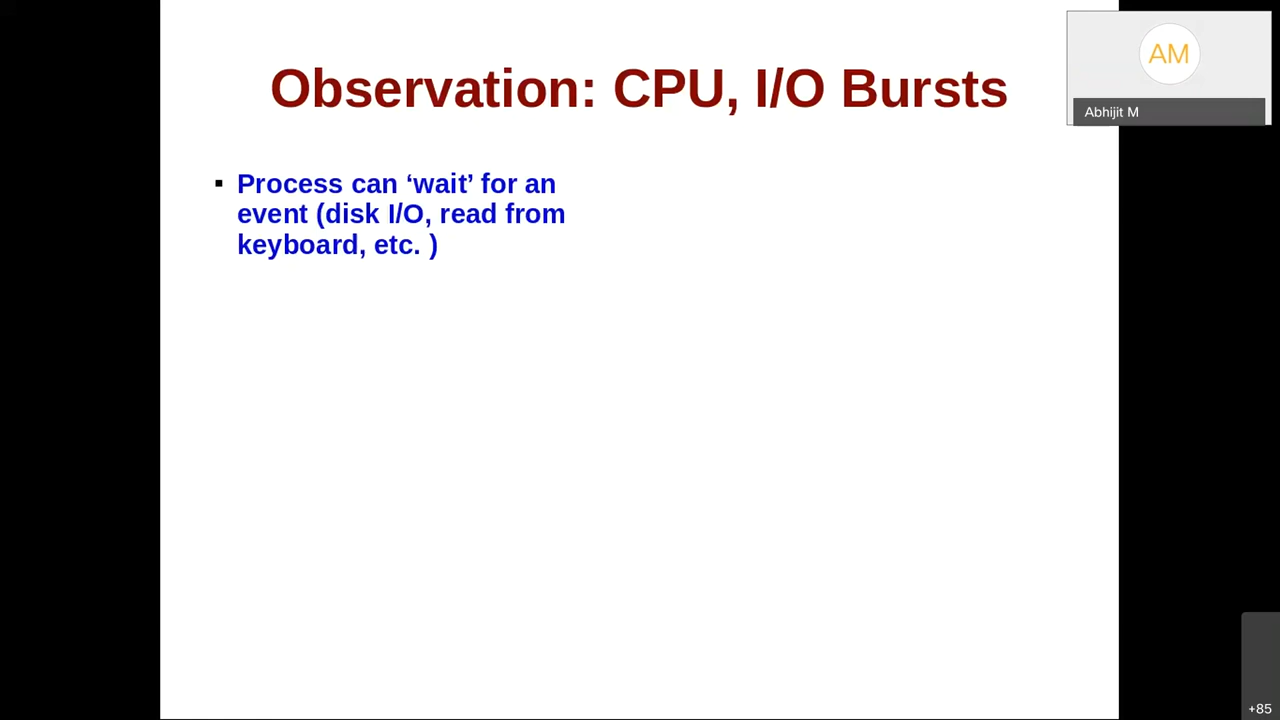 Observation: CPU, I/O Bursts
AM
Abhijit M
▪ Process can ‘wait’ for an
event (disk I/O, read from
keyboard, etc. )
+85